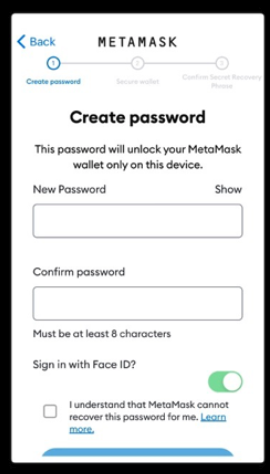 Back
METAMASK
1
2
3
Create password
Secure wallet
Confirm Secret Recovery
Phrase
Create password
This password will unlock your MetaMask
wallet only on this device.
New Password Show
Confirm password
Must be at least 8 characters
Sign in with Face ID?
I understand that MetaMask cannot
recover this password for me. Learn
more.